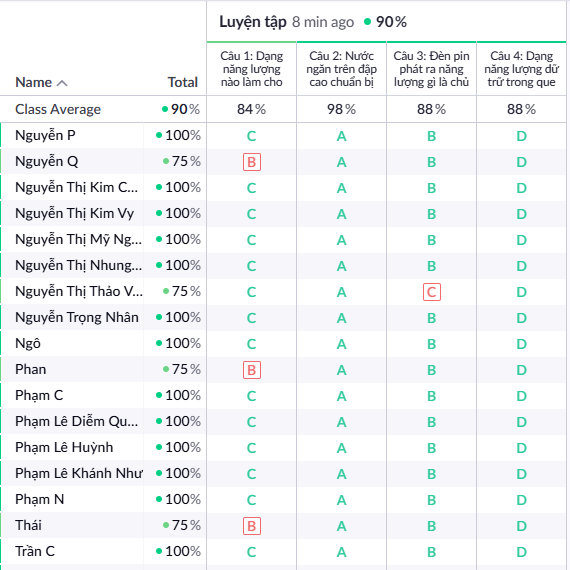 Luyện tập 8 min ago 90%
Name Total Câu 1: Dạng năng lượng nào làm cho Câu 2: Nước ngăn trên đập cao chuẩn bị Câu 3: Đèn pin phát ra năng lượng gì là chủ Câu 4: Dạng năng lượng dữ trữ trong que
Class Average 90% 84% 98% 88% 88%
Nguyễn P 100% C A B D
Nguyễn Q 75% B A B D
Nguyễn Thị Kim C... 100% C A B D
Nguyễn Thị Kim Vy 100% C A B D
Nguyễn Thị Mỹ Ng... 100% C A B D
Nguyễn Thị Nhung... 100% C A B D
Nguyễn Thị Thảo V... 75% C A C D
Nguyễn Trọng Nhân 100% C A B D
Ngô 100% C A B D
Phan 75% B A B D
Phạm C 100% C A B D
Phạm Lê Diễm Qu... 100% C A B D
Phạm Lê Huỳnh 100% C A B D
Phạm Lê Khánh Như 100% C A B D
Phạm N 100% C A B D
Thái 75% B A B D
Trần C 100% C A B D